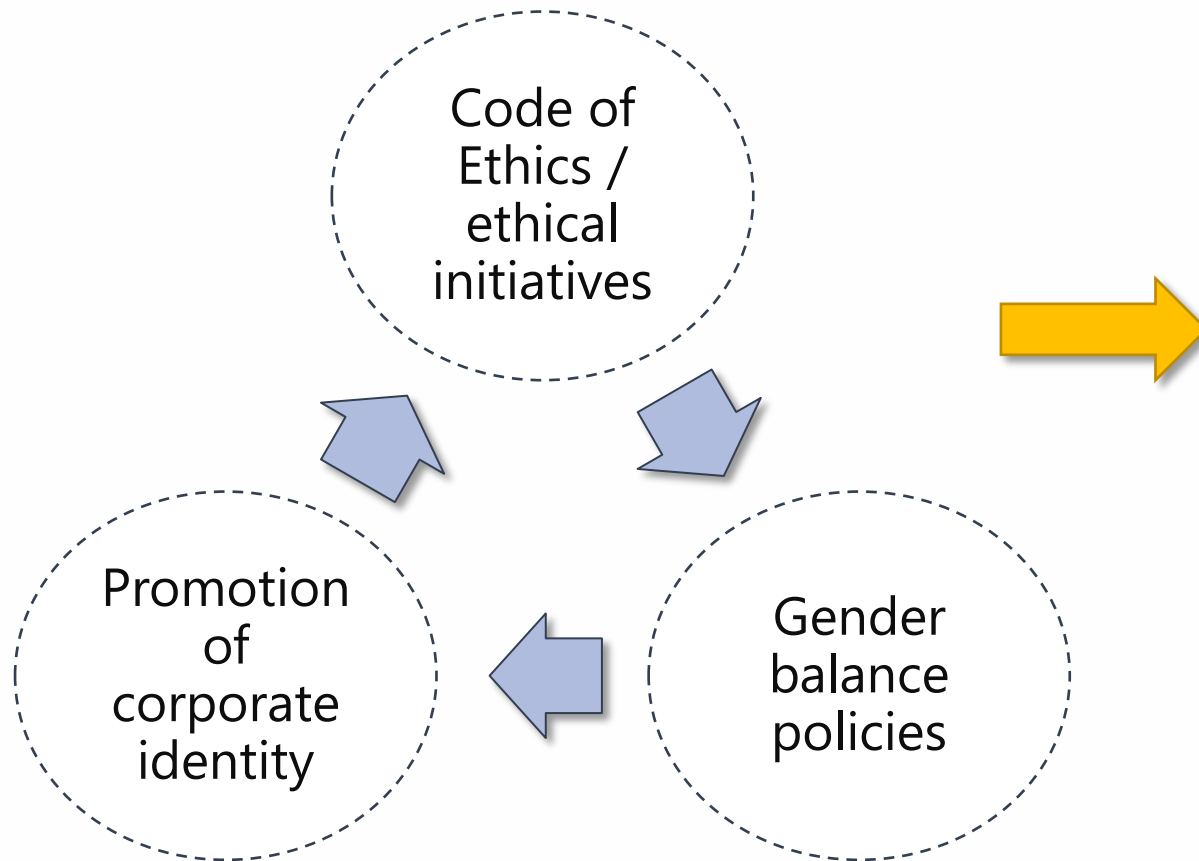 Code of
Ethics /
ethical
initiatives
Gender
balance
policies
Promotion
of
corporate
identity